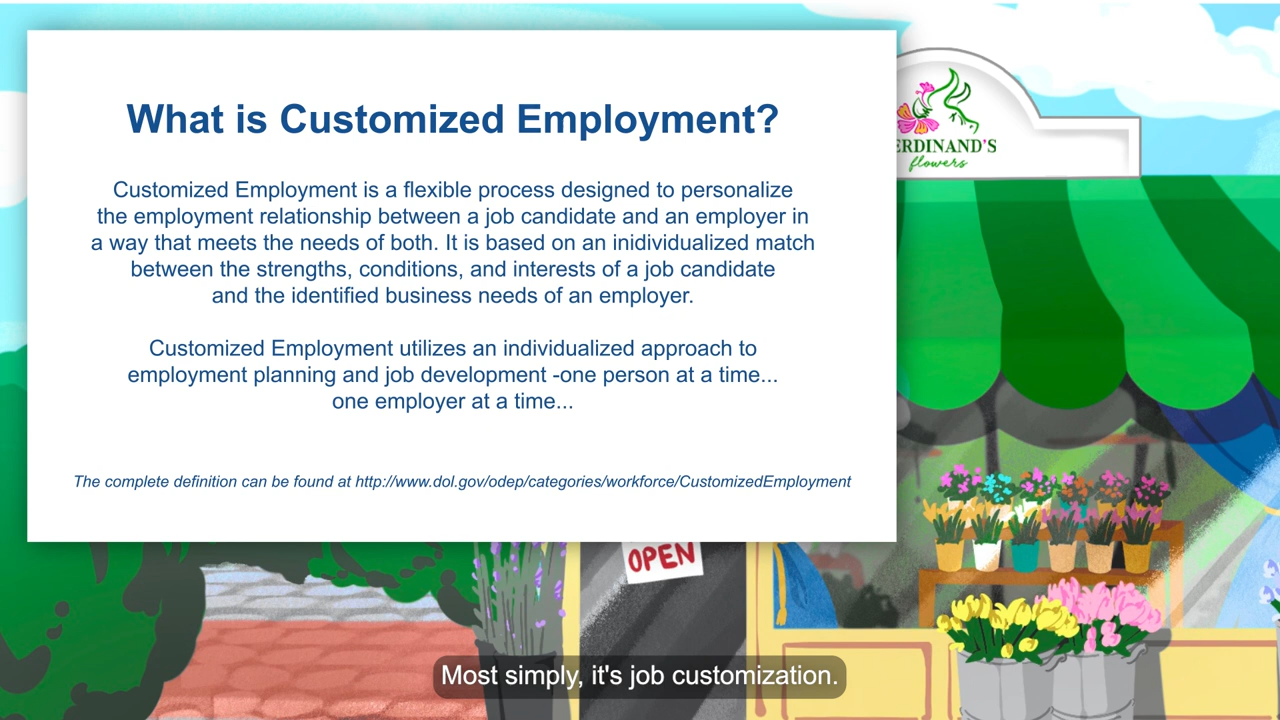 What is Customized Employment?
Customized Employment is a flexible process designed to personalize
the employment relationship between a job candidate and an employer in
a way that meets the needs of both. It is based on an inidividualized match
between the strengths, conditions, and interests of a job candidate
and the identified business needs of an employer.
Customized Employment utilizes an individualized approach to
employment planning and job development -one person at a time...
one employer at a time...
The complete definition can be found at http://www.dol.gov/odep/categories/workforce/CustomizedEmployment
ERDINAND'S
flowers
OPEN
Most simply, it's job customization.